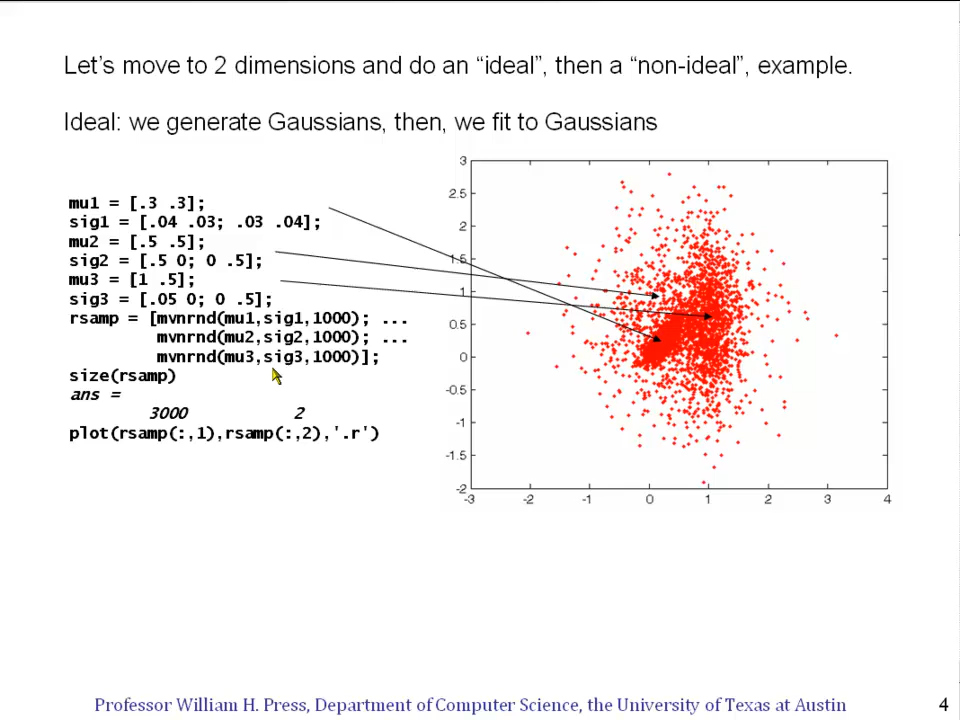 Let's move to 2 dimensions and do an “ideal”, then a “non-ideal”, example.
Ideal: we generate Gaussians, then, we fit to Gaussians
mu1 = [.3 .3];
sig1 = [.04 .03; .03 .04];
mu2 = [.5 .5];
sig2 = [.5 0; 0 .5];
mu3 = [1 .5];
sig3 = [.05 0; 0 .5];
rsamp = [mvnrnd(mu1,sig1,1000); ...
mvnrnd(mu2,sig2,1000); ...
mvnrnd(mu3,sig3,1000)];
size(rsamp)
ans =
3000 2
plot(rsamp(:,1),rsamp(:,2),'.r')
3
2.5
2
1.5
1
0.5
0
-0.5
-1
-1.5
-2
-3 -2 -1 0 1 2 3 4
Professor William H. Press, Department of Computer Science, the University of Texas at Austin
4